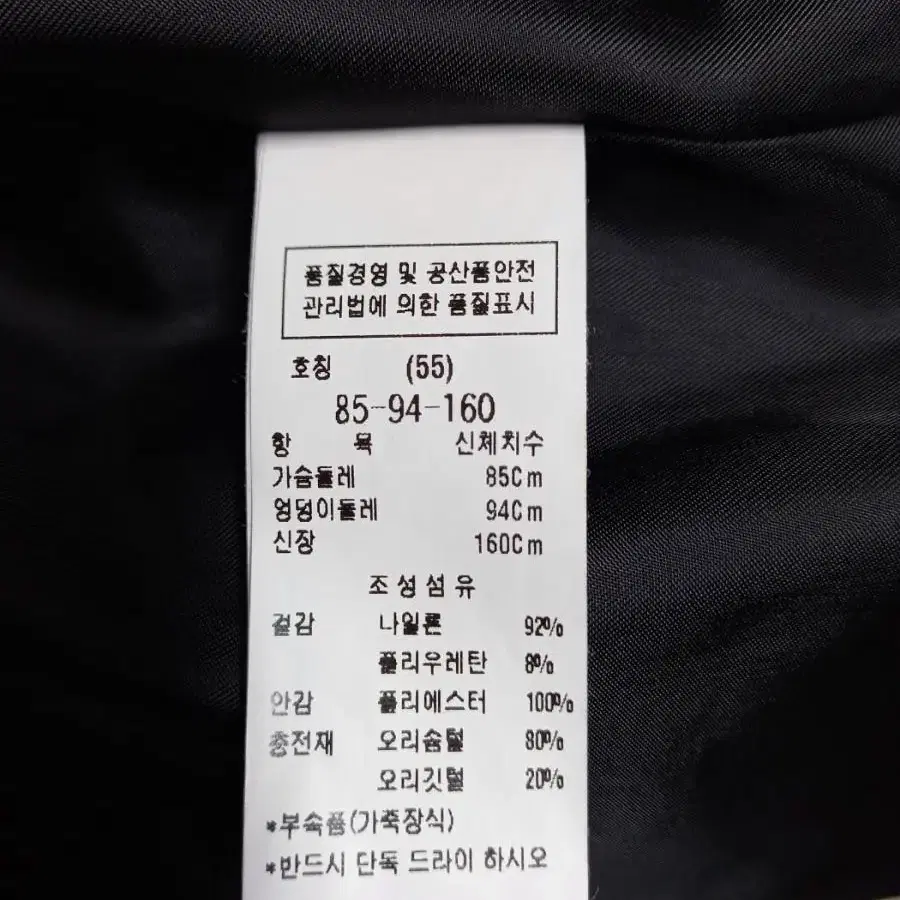 품질경영 및 공산품안전
관리법에 의한 품질표시
호칭 (55)
85-94-160
항 목 신체치수
가슴둘레 85Cm
엉덩이둘레 94Cm
신장 160Cm
조성섬유
겉감 나일론 92%
폴리우레탄 8%
안감 폴리에스터 100%
충전재 오리솜털 80%
오리깃털 20%
*부속품(가죽장식)
*반드시 단독 드라이 하시오